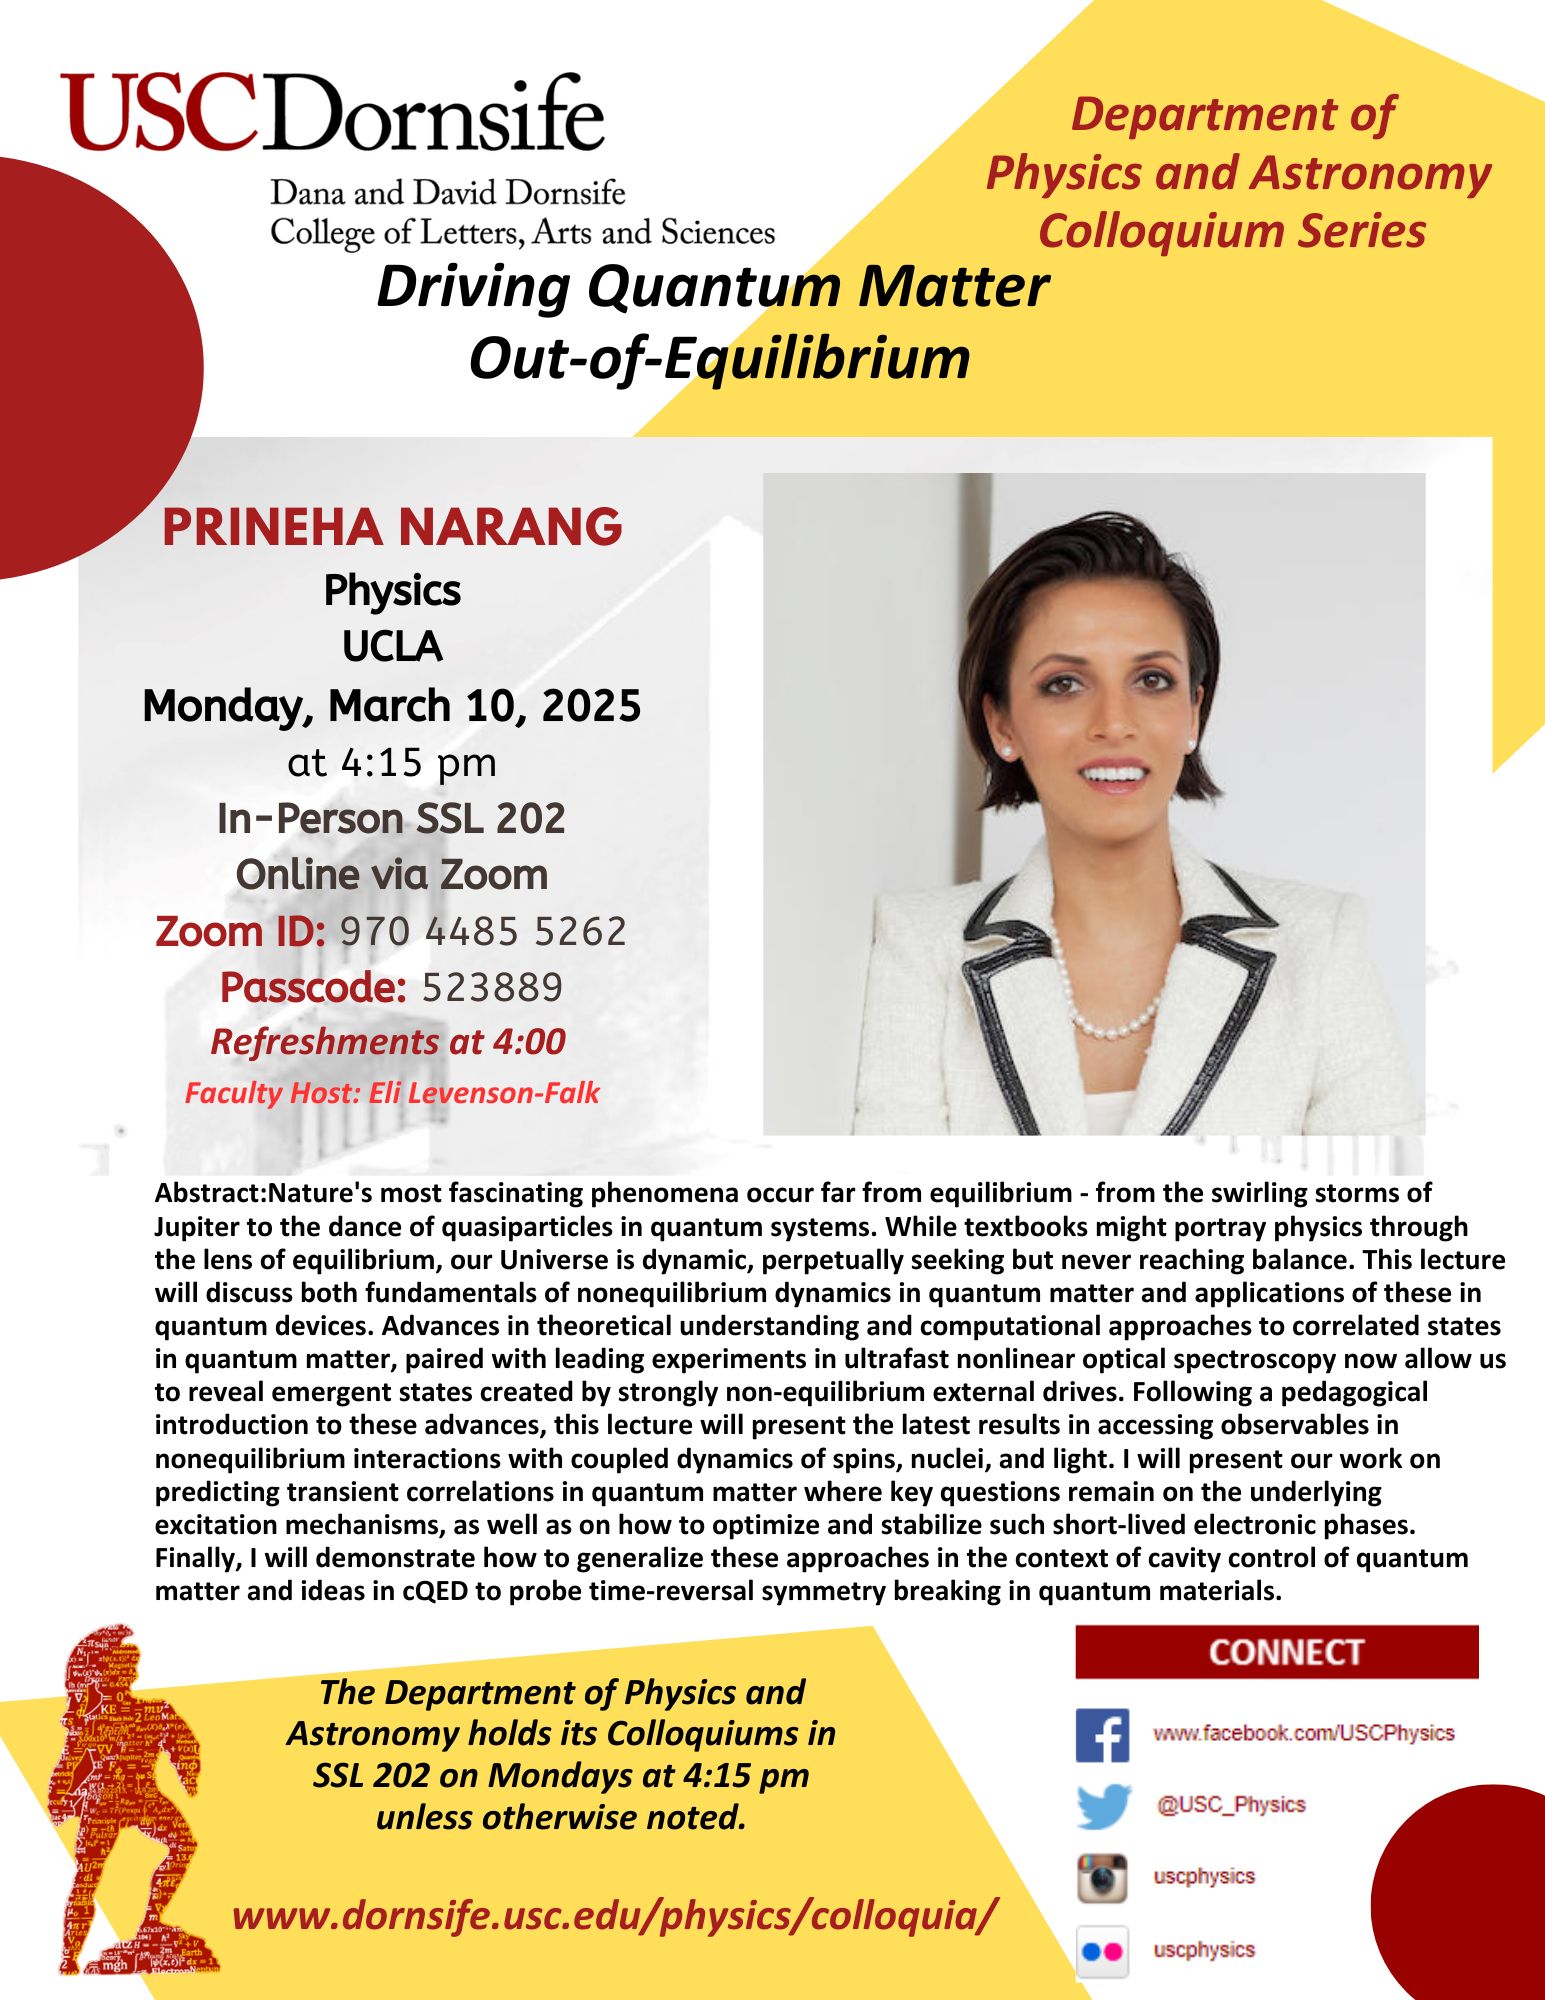 USCDornsife
Dana and David Dornsife
College of Letters, Arts and Sciences
Department of
Physics and Astronomy
Colloquium Series
Driving Quantum Matter
Out-of-Equilibrium
PRINEHA NARANG
Physics
UCLA
Monday, March 10, 2025
at 4:15 pm
In-Person SSL 202
Online via Zoom
Zoom ID: 970 4485 5262
Passcode: 523889
Refreshments at 4:00
Faculty Host: Eli Levenson-Falk
Abstract:Nature's most fascinating phenomena occur far from equilibrium - from the swirling storms of
Jupiter to the dance of quasiparticles in quantum systems. While textbooks might portray physics through
the lens of equilibrium, our Universe is dynamic, perpetually seeking but never reaching balance. This lecture
will discuss both fundamentals of nonequilibrium dynamics in quantum matter and applications of these in
quantum devices. Advances in theoretical understanding and computational approaches to correlated states
in quantum matter, paired with leading experiments in ultrafast nonlinear optical spectroscopy now allow us
to reveal emergent states created by strongly non-equilibrium external drives. Following a pedagogical
introduction to these advances, this lecture will present the latest results in accessing observables in
nonequilibrium interactions with coupled dynamics of spins, nuclei, and light. I will present our work on
predicting transient correlations in quantum matter where key questions remain on the underlying
excitation mechanisms, as well as on how to optimize and stabilize such short-lived electronic phases.
Finally, I will demonstrate how to generalize these approaches in the context of cavity control of quantum
matter and ideas in cQED to probe time-reversal symmetry breaking in quantum materials.
The Department of Physics and
Astronomy holds its Colloquiums in
SSL 202 on Mondays at 4:15 pm
unless otherwise noted.
www.dornsife.usc.edu/physics/colloquia/
CONNECT
www.facebook.com/USCPhysics
@USC_Physics
uscphysics
uscphysics